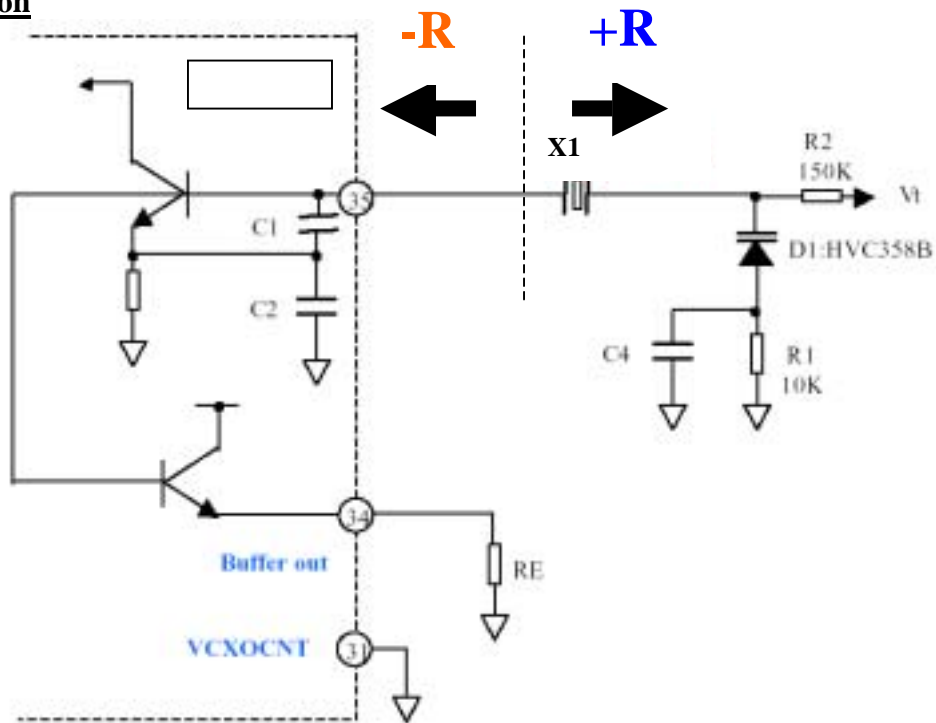 on
-R +R
X1
R2
150K
Vt
35
C1
D1:HVC358B
C2
C4
R1
10K
34
Buffer out
RE
VCXOCNT
31